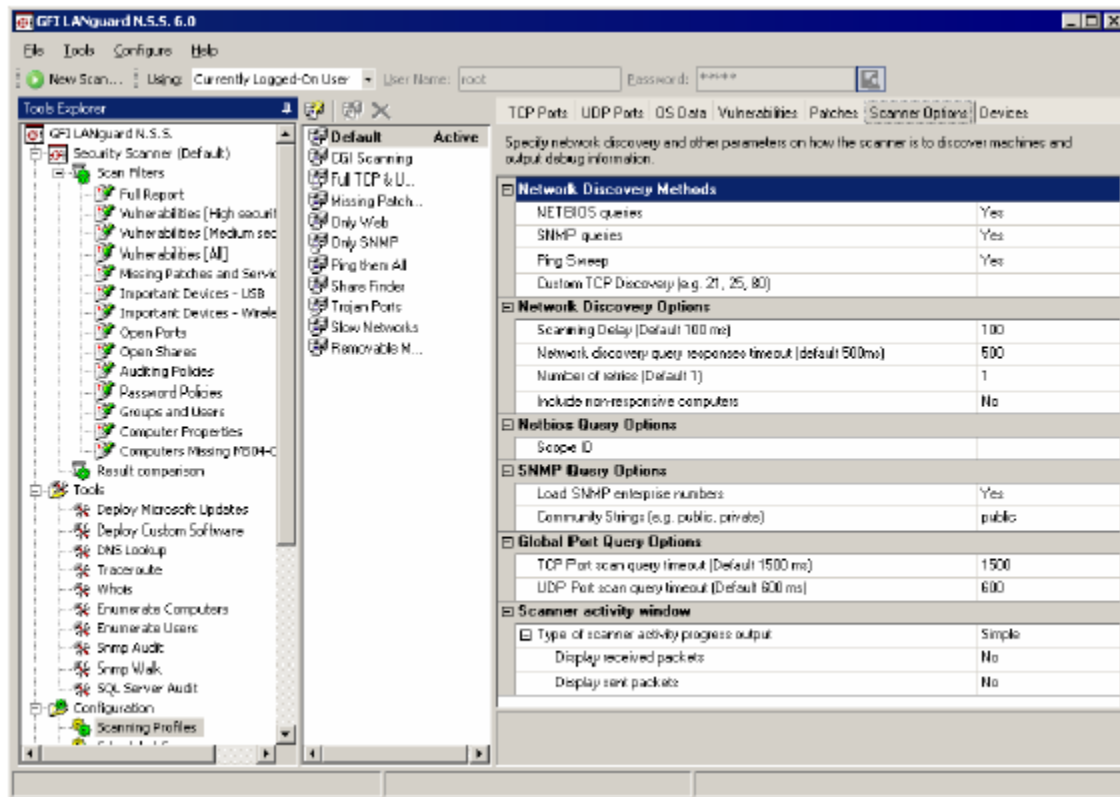 GFI LANguard N.S.S. 6.0
File Tools Configure Help
New Scan... Using: Currently Logged-On User User Name: root Password: *****
Tools Explorer
GFI LANguard N.S.S.
Security Scanner (Default)
Scan Filters
Full Report
Vulnerabilities [High securit
Vulnerabilities [Medium sec
Vulnerabilities [All]
Missing Patches and Servic
Important Devices - USB
Important Devices - Wirele
Open Ports
Open Shares
Auditing Policies
Password Policies
Groups and Users
Computer Properties
Computers Missing MS04-0
Result comparison
Tools
Deploy Microsoft Updates
Deploy Custom Software
DNS Lookup
Traceroute
Whois
Enumerate Computers
Enumerate Users
Snmp Audit
Snmp Walk
SQL Server Audit
Configuration
Scanning Profiles
Default Active
CGI Scanning
Full TCP & U...
Missing Patch...
Only Web
Only SNMP
Ping them All
Share Finder
Trojan Ports
Slow Networks
Removable M...
TCP Ports UDP Ports OS Data Vulnerabilities Patches Scanner Options Devices
Specify network discovery and other parameters on how the scanner is to discover machines and
output debug information.
Network Discovery Methods
NETBIOS queries Yes
SNMP queries Yes
Ping Sweep Yes
Custom TCP Discovery (e.g. 21, 25, 80)
Network Discovery Options
Scanning Delay (Default 100 ms) 100
Network discovery query responses timeout (default 500ms) 500
Number of retries (Default 1) 1
Include non-responsive computers No
Netbios Query Options
Scope ID
SNMP Query Options
Load SNMP enterprise numbers Yes
Community Strings (e.g. public, private) public
Global Port Query Options
TCP Port scan query timeout (Default 1500 ms) 1500
UDP Port scan query timeout (Default 600 ms) 600
Scanner activity window
Type of scanner activity progress output Simple
Display received packets No
Display sent packets No